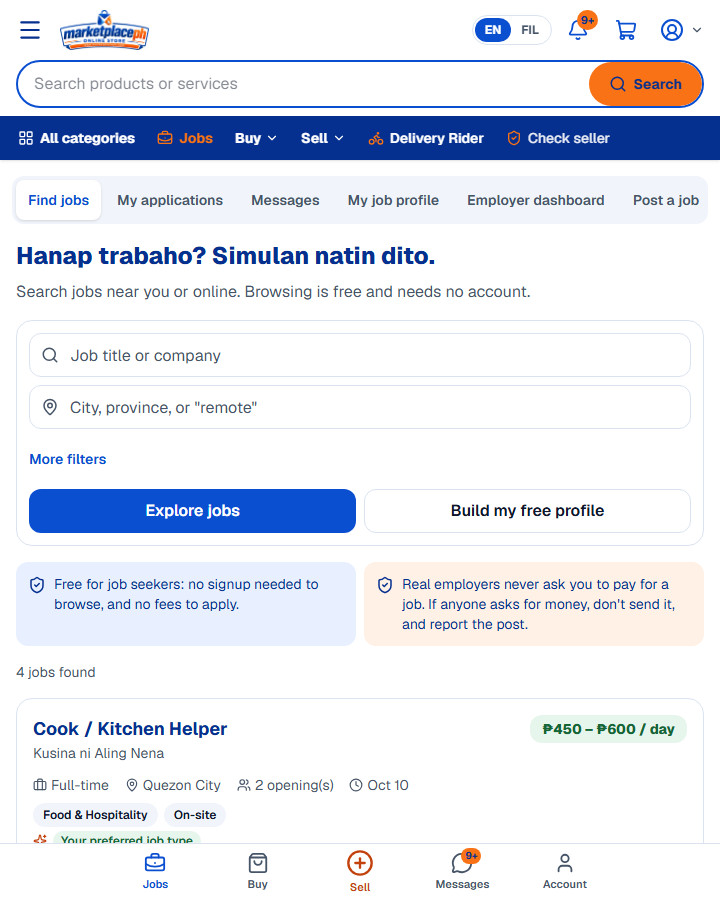 marketplaceph
ONLINE STORE
EN FIL
9+
Search products or services
Search
All categories Jobs Buy Sell Delivery Rider Check seller
Find jobs My applications Messages My job profile Employer dashboard Post a job
Hanap trabaho? Simulan natin dito.
Search jobs near you or online. Browsing is free and needs no account.
Job title or company
City, province, or "remote"
More filters
Explore jobs Build my free profile
Free for job seekers: no signup needed to
browse, and no fees to apply.
Real employers never ask you to pay for a
job. If anyone asks for money, don't send it,
and report the post.
4 jobs found
Cook / Kitchen Helper
₱450 – ₱600 / day
Kusina ni Aling Nena
Full-time Quezon City 2 opening(s) Oct 10
Food & Hospitality On-site
Your preferred job type
9+
Jobs Buy Sell Messages Account